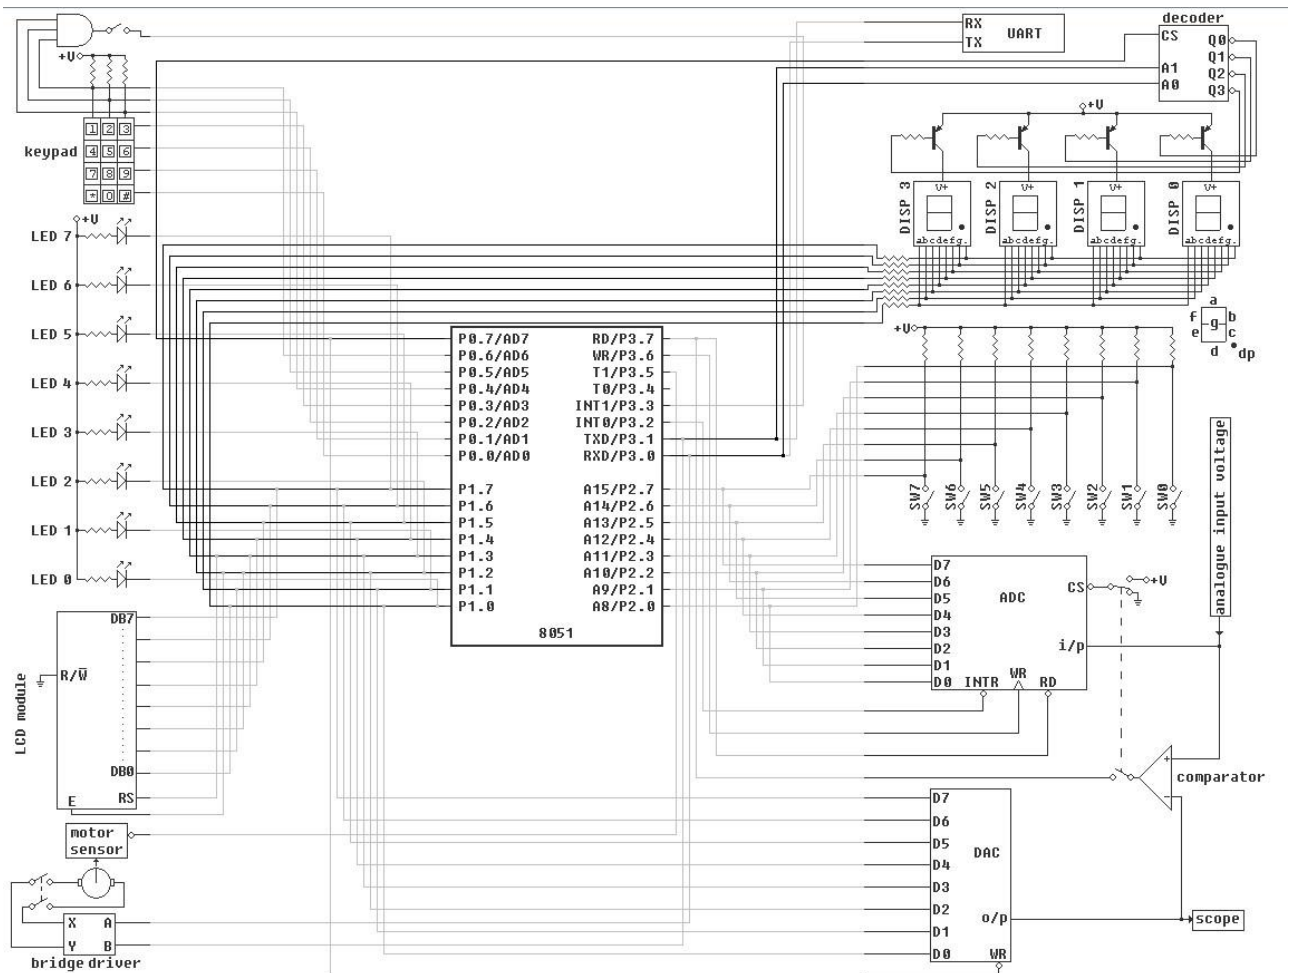 decoder
RX
TX
UART
CS
A1
A0
Q0
Q1
Q2
Q3
+V
+V
keypad
1 2 3
4 5 6
7 8 9
* 0 #
DISP 3
V+
abcdefg.
DISP 2
V+
abcdefg.
DISP 1
V+
abcdefg.
DISP 0
V+
abcdefg.
+V
LED 7
LED 6
LED 5
LED 4
LED 3
LED 2
LED 1
LED 0
a
f b
g
e c
d
dp
+V
P0.7/AD7 RD/P3.7
P0.6/AD6 WR/P3.6
P0.5/AD5 T1/P3.5
P0.4/AD4 T0/P3.4
P0.3/AD3 INT1/P3.3
P0.2/AD2 INT0/P3.2
P0.1/AD1 TXD/P3.1
P0.0/AD0 RXD/P3.0
P1.7 A15/P2.7
P1.6 A14/P2.6
P1.5 A13/P2.5
P1.4 A12/P2.4
P1.3 A11/P2.3
P1.2 A10/P2.2
P1.1 A9/P2.1
P1.0 A8/P2.0
8051
SW7
SW6
SW5
SW4
SW3
SW2
SW1
SW0
analogue input voltage
D7
D6
D5
D4
D3
D2
D1
D0
ADC
CS
+V
i/p
INTR
WR
RD
LCD module
DB7
R/W̅
DB0
RS
E
+
-
comparator
motor
sensor
X A
Y B
bridge driver
D7
D6
D5
D4
D3
D2
D1
D0
DAC
o/p
WR
scope